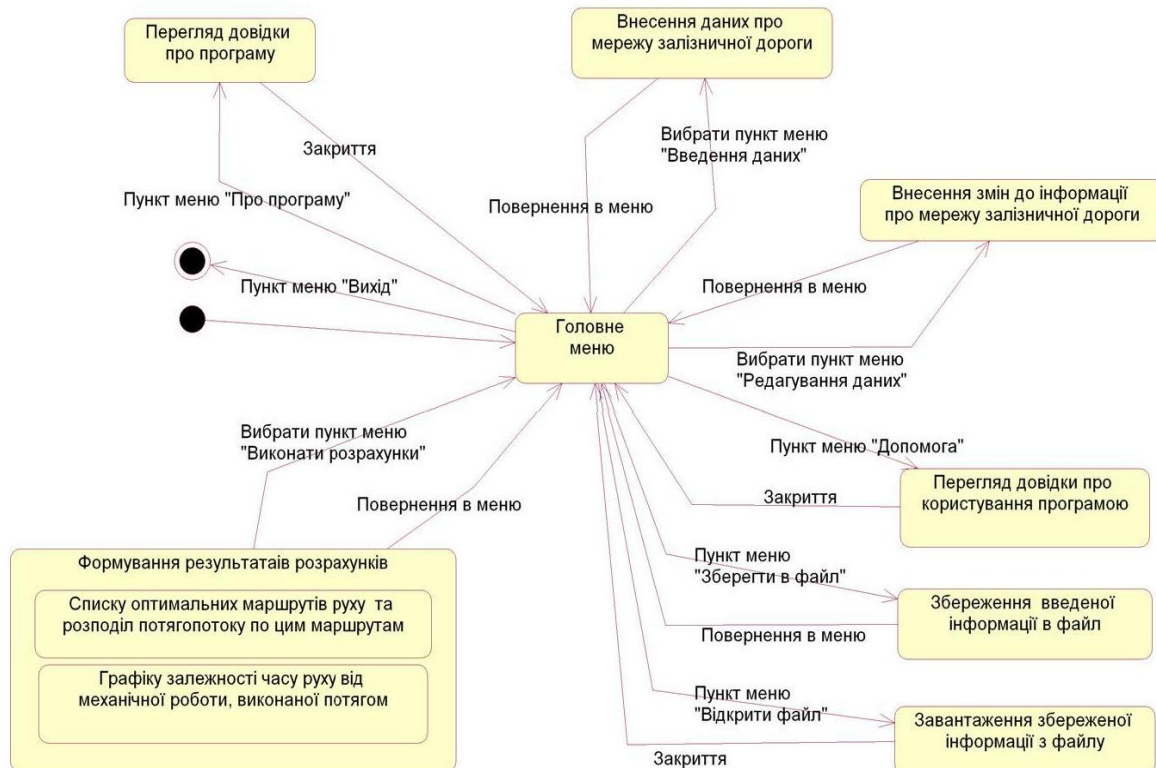 Перегляд довідки
про програму
Внесення даних про
мережу залізничної дороги
Закриття
Вибрати пункт меню
"Введення даних"
Пункт меню "Про програму"
Повернення в меню
Внесення змін до інформації
про мережу залізничної дороги
Пункт меню "Вихід"
Повернення в меню
Головне
меню
Вибрати пункт меню
"Редагування даних"
Вибрати пункт меню
"Виконати розрахунки"
Пункт меню "Допомога"
Повернення в меню
Закриття
Перегляд довідки про
користування програмою
Формування результатаів розрахунків
Списку оптимальних маршрутів руху та
розподіл потягопотоку по цим маршрутам
Графіку залежності часу руху від
механічної роботи, виконаної потягом
Пункт меню
"Зберегти в файл"
Збереження введеної
інформації в файл
Повернення в меню
Пункт меню
"Відкрити файл"
Завантаження збереженої
інформації з файлу
Закриття